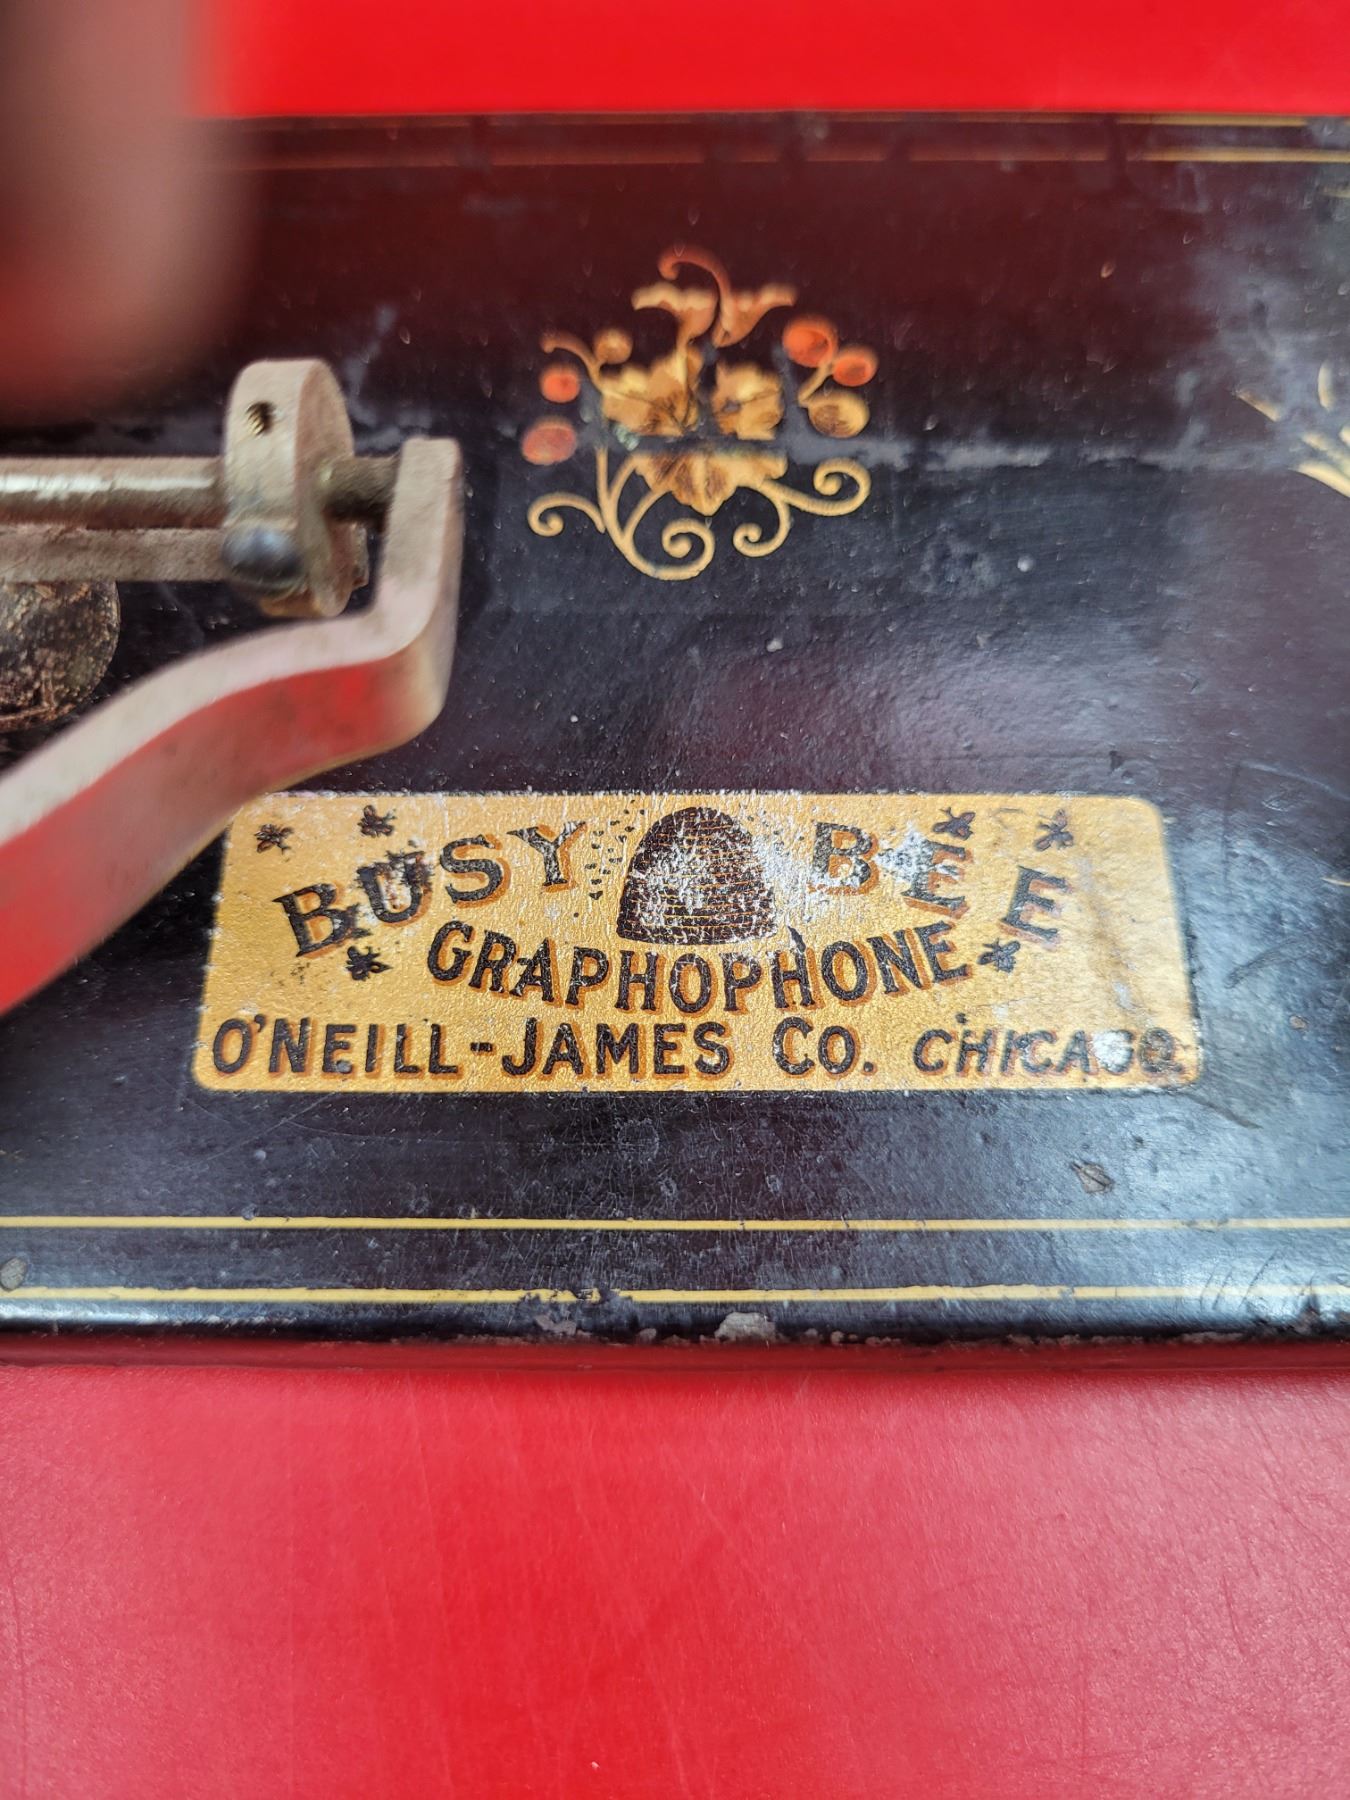 BUSY BEE
GRAPHOPHONE
O'NEILL-JAMES CO. CHICAGO.